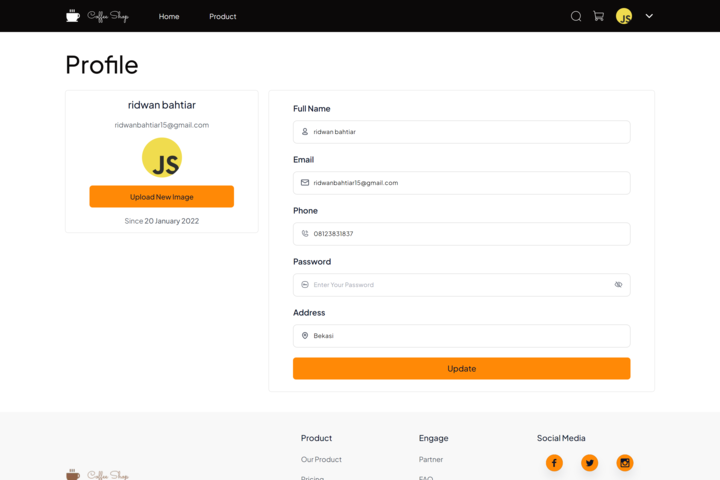 Coffee Shop
Home
Product
JS
Profile
ridwan bahtiar
ridwanbahtiar15@gmail.com
JS
Upload New Image
Since 20 January 2022
Full Name
ridwan bahtiar
Email
ridwanbahtiar15@gmail.com
Phone
08123831837
Password
Enter Your Password
Address
Bekasi
Update
Coffee Shop
Product
Our Product
Pricing
Engage
Partner
FAQ
Social Media